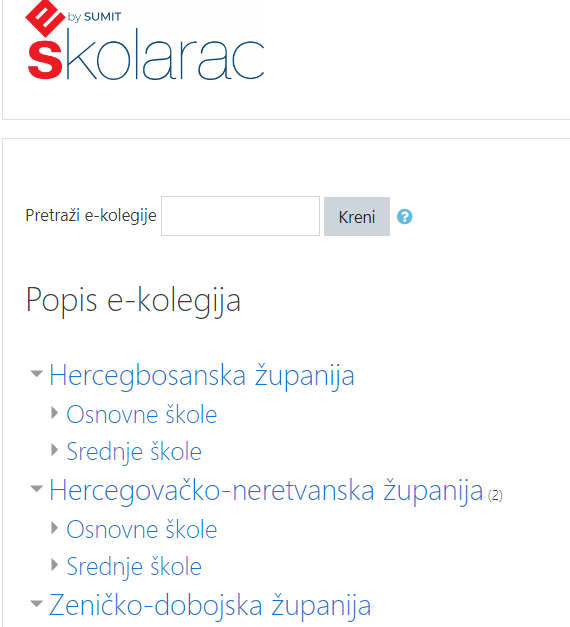 by SUMIT
eškolarac
Pretraži e-kolegije
Kreni
?
Popis e-kolegija
Hercegbosanska županija
Osnovne škole
Srednje škole
Hercegovačko-neretvanska županija (2)
Osnovne škole
Srednje škole
Zeničko-dobojska županija